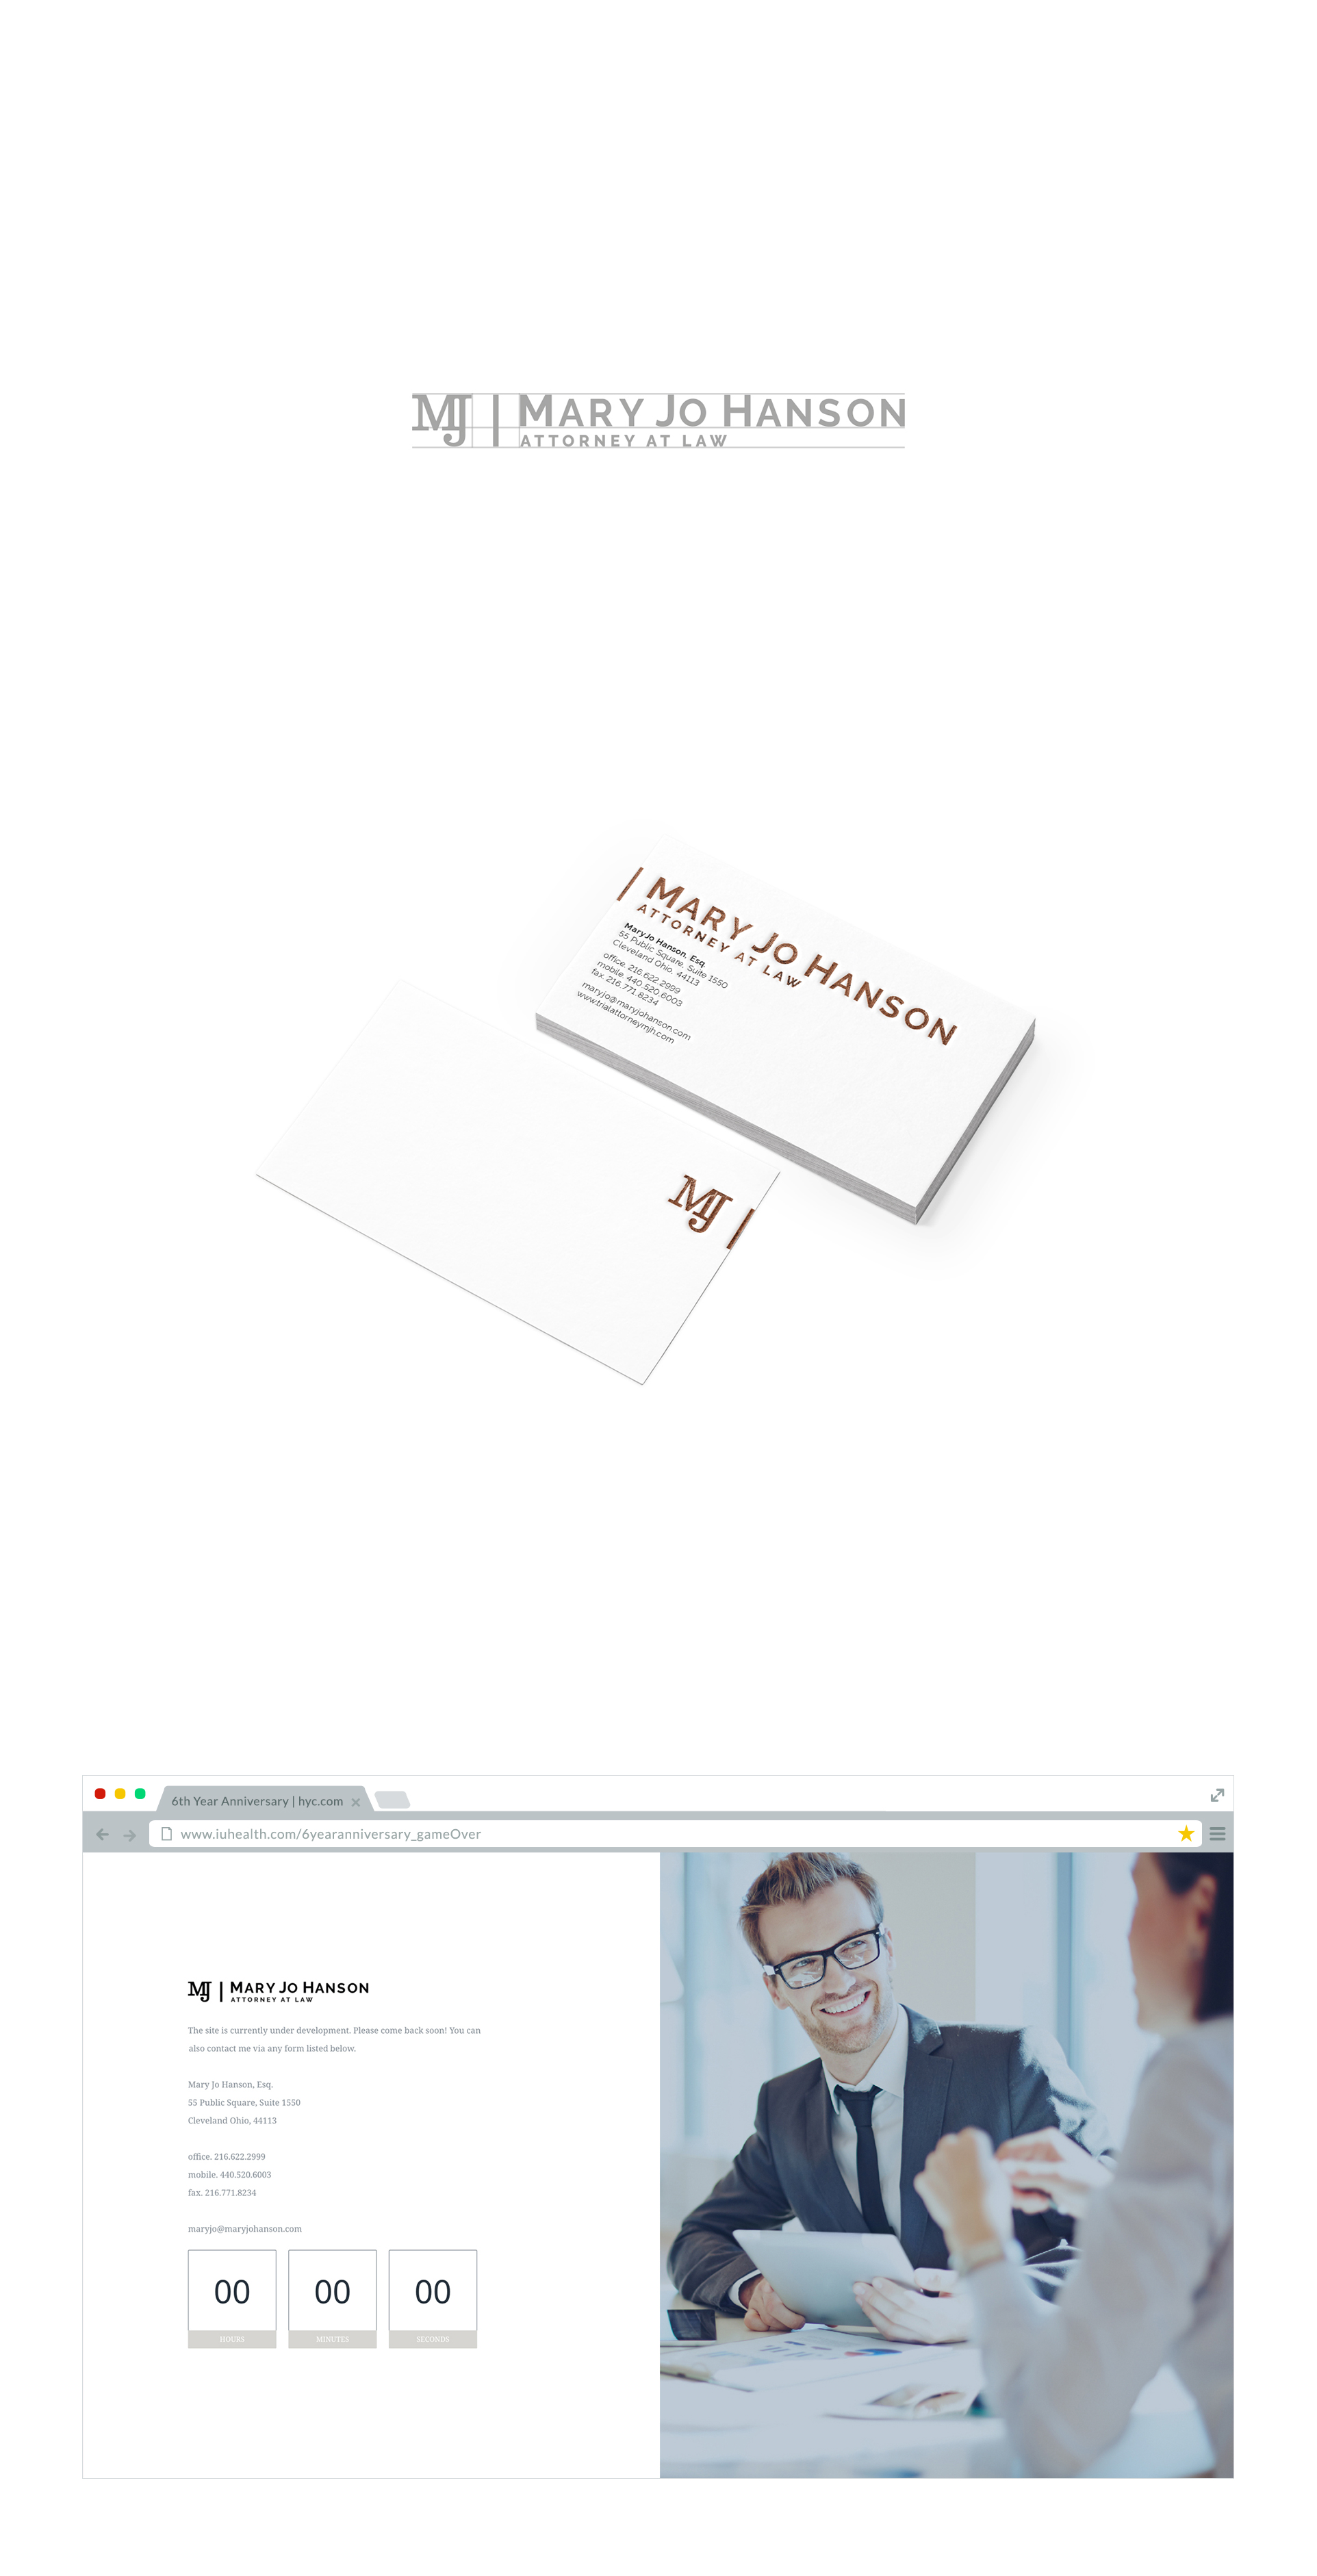 MJ | MARY JO HANSON
ATTORNEY AT LAW
| MARY JO HANSON
ATTORNEY AT LAW
MaryJo Hanson, Esq.
55 Public Square, Suite 1550
Cleveland Ohio, 44113
office. 216.622.2999
mobile. 440.520.6003
fax. 216.771.8234
maryjo@maryjohanson.com
www.trialattorneymjh.com
MJ |
6th Year Anniversary | hyc.com
www.iuhealth.com/6yearanniversary_gameOver
MJ | MARY JO HANSON
ATTORNEY AT LAW
The site is currently under development. Please come back soon! You can
also contact me via any form listed below.
Mary Jo Hanson, Esq.
55 Public Square, Suite 1550
Cleveland Ohio, 44113
office. 216.622.2999
mobile. 440.520.6003
fax. 216.771.8234
maryjo@maryjohanson.com
00 00 00
HOURS MINUTES SECONDS